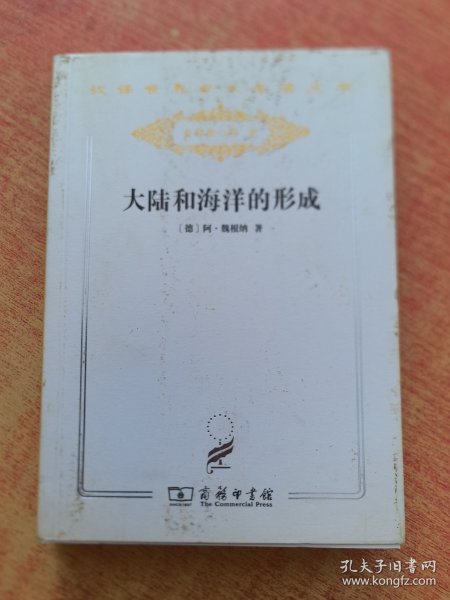 汉译世界学术名著丛书
大陆和海洋的形成
〔德〕阿·魏根纳 著
商务印书馆
The Commercial Press
孔夫子旧书网
www.kongfz.com